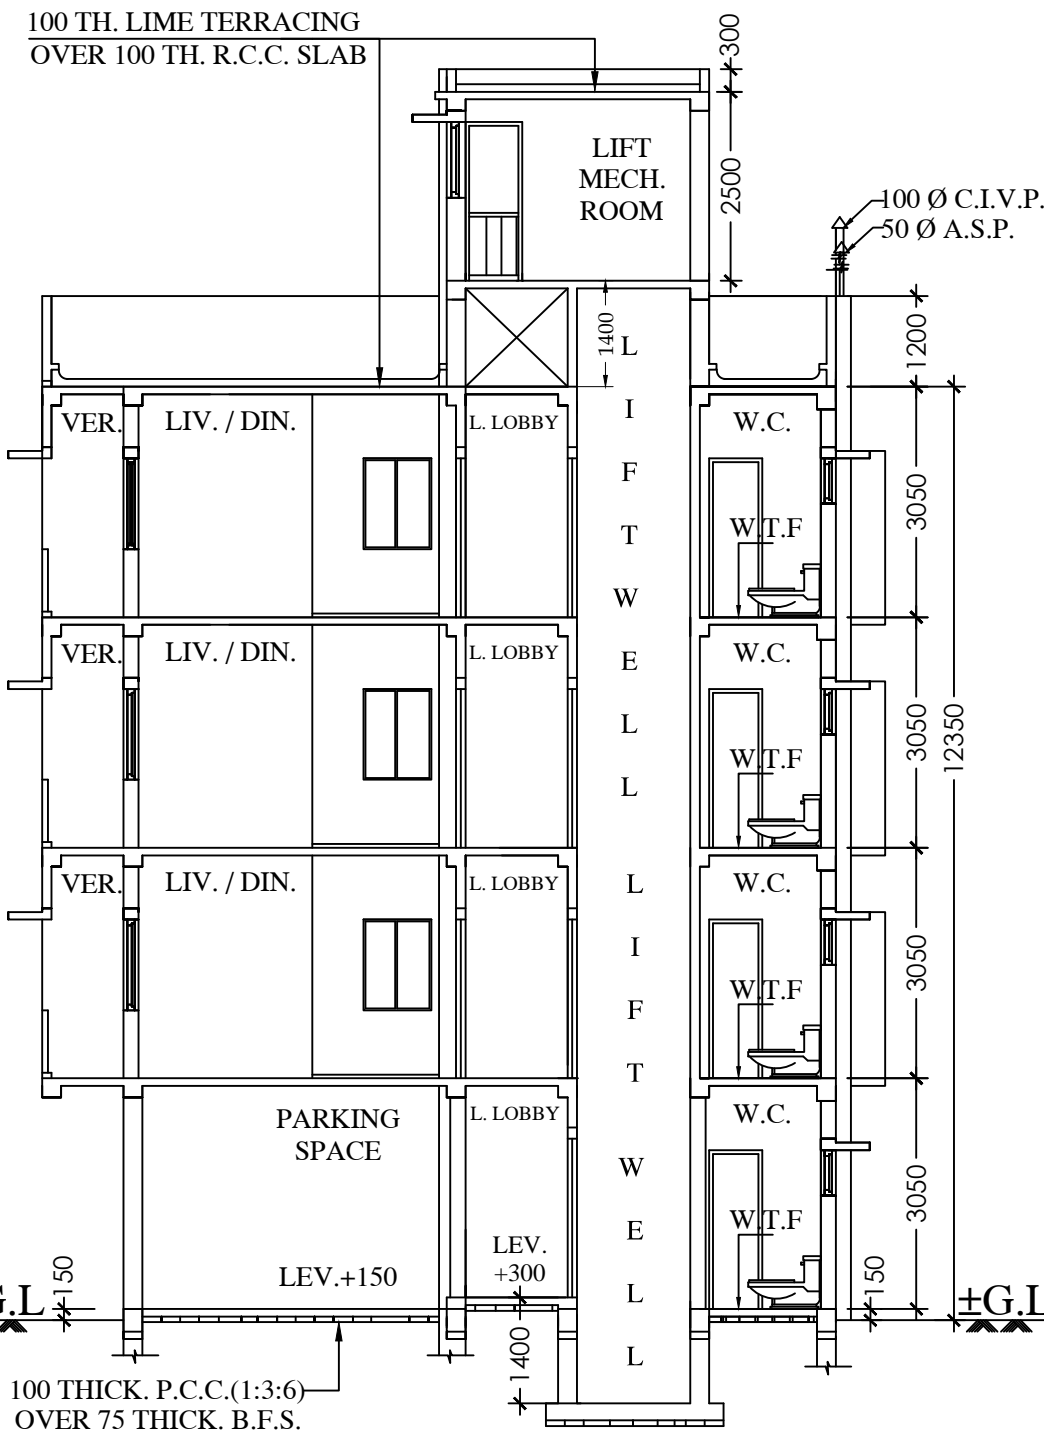 100 TH. LIME TERRACING
OVER 100 TH. R.C.C. SLAB
300
LIFT
MECH.
ROOM
2500
100 Ø C.I.V.P.
50 Ø A.S.P.
1400
1200
L
I
F
T
W
E
L
L
VER.
LIV. / DIN.
L. LOBBY
W.C.
W.T.F
3050
VER.
LIV. / DIN.
L. LOBBY
W.C.
W.T.F
3050
12350
VER.
LIV. / DIN.
L. LOBBY
W.C.
W.T.F
3050
L
I
F
T
W
E
L
L
PARKING
SPACE
L. LOBBY
W.C.
W.T.F
3050
LEV.+150
LEV.
+300
150
G.L
150
±G.L
1400
100 THICK. P.C.C.(1:3:6)
OVER 75 THICK. B.F.S.